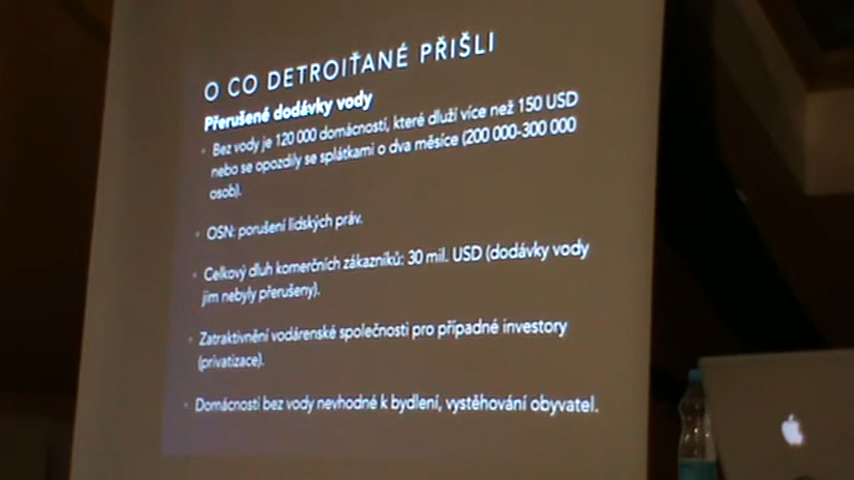 O CO DETROIŤANÉ PŘIŠLI
Přerušené dodávky vody
Bez vody je 120 000 domácností, které dluží více než 150 USD
nebo se opozdily se splátkami o dva měsíce (200 000-300 000
osob).
OSN: porušení lidských práv.
Celkový dluh komerčních zákazníků: 30 mil. USD (dodávky vody
jim nebyly přerušeny).
Zatraktivnění vodárenské společnosti pro případné investory
(privatizace).
Domácnosti bez vody nevhodné k bydlení, vystěhování obyvatel.